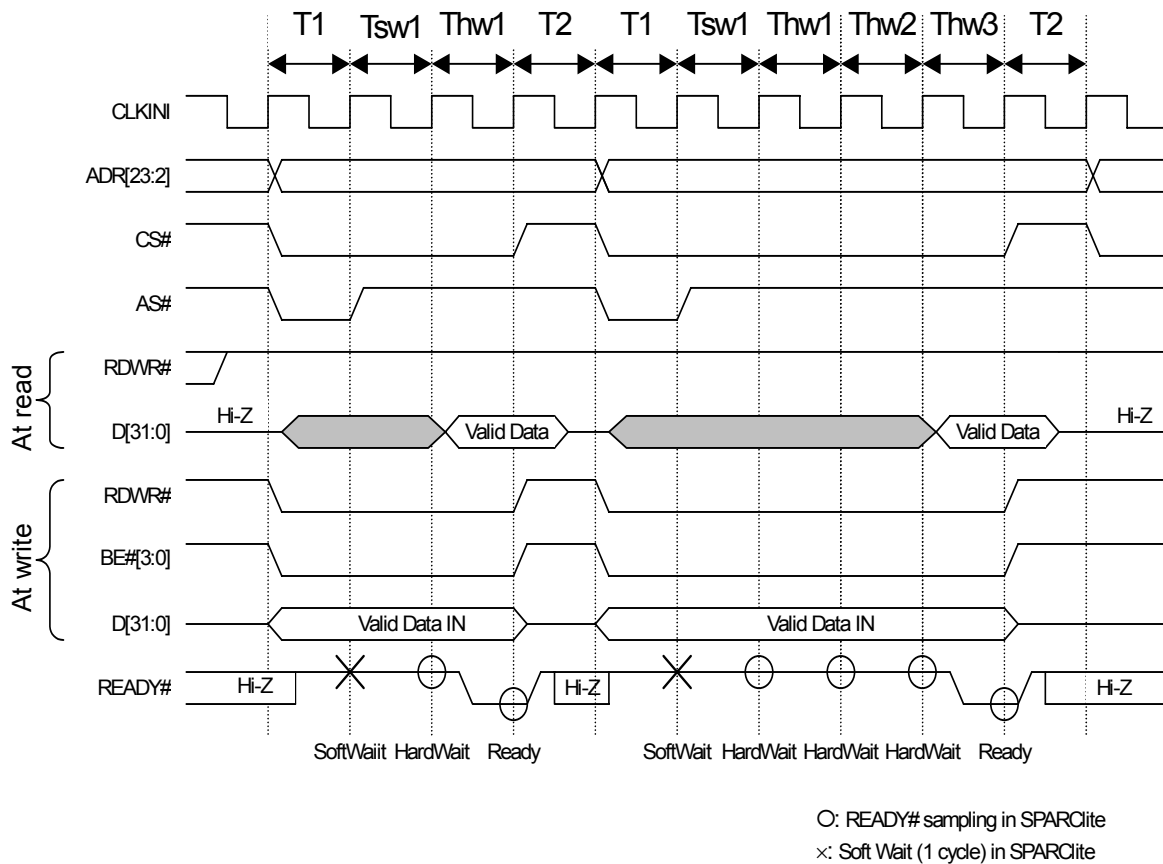 T1 Tsw1 Thw1 T2 T1 Tsw1 Thw1 Thw2 Thw3 T2
CLKINI
ADR[23:2]
CS#
AS#
At read
RDWR#
Hi-Z D[31:0] Valid Data Valid Data Hi-Z
At write
RDWR#
BE#[3:0]
D[31:0] Valid Data IN Valid Data IN
READY# Hi-Z Hi-Z Hi-Z
SoftWaiit HardWait Ready SoftWait HardWait HardWait HardWait Ready
O: READY# sampling in SPARClite
×: Soft Wait (1 cycle) in SPARClite